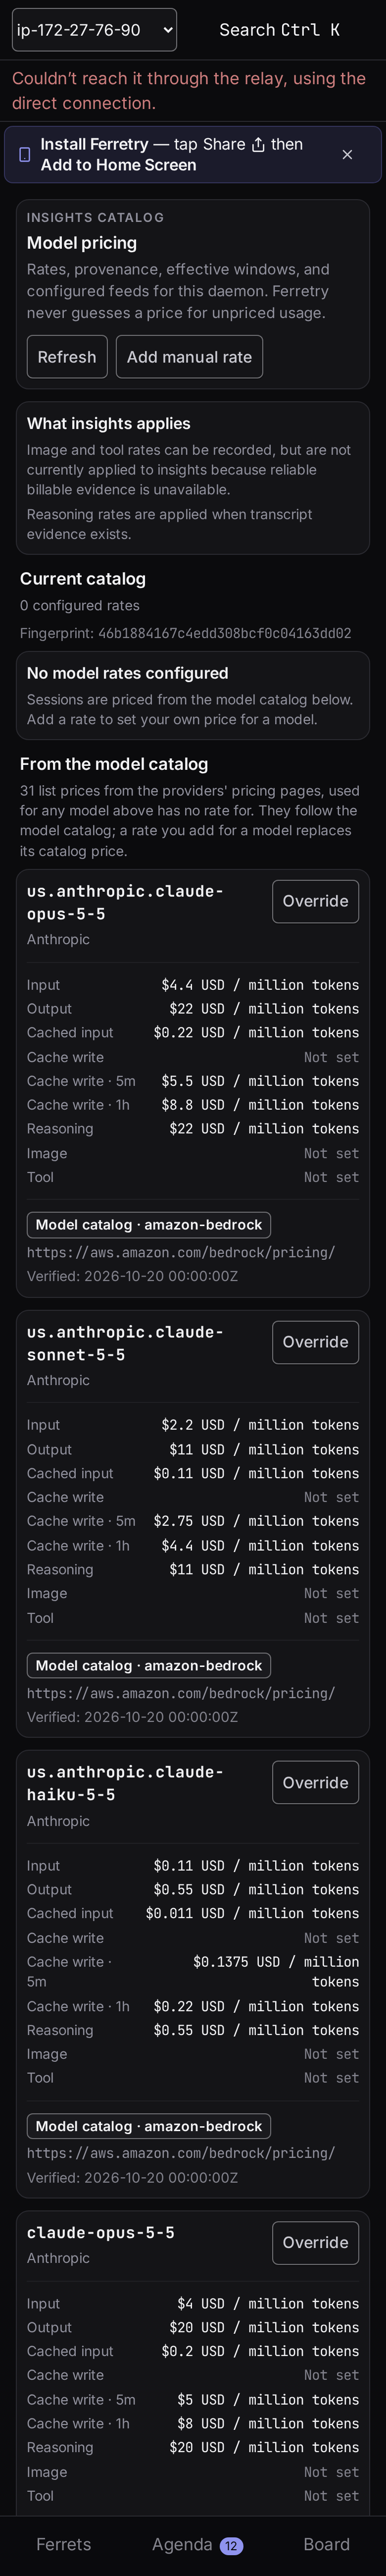 ip-172-27-76-90
Search Ctrl K
Couldn't reach it through the relay, using the
direct connection.
Install Ferretry — tap Share then
Add to Home Screen
INSIGHTS CATALOG
Model pricing
Rates, provenance, effective windows, and
configured feeds for this daemon. Ferretry
never guesses a price for unpriced usage.
Refresh
Add manual rate
What insights applies
Image and tool rates can be recorded, but are not
currently applied to insights because reliable
billable evidence is unavailable.
Reasoning rates are applied when transcript
evidence exists.
Current catalog
0 configured rates
Fingerprint: 46b1884167c4edd308bcf0c04163dd02
No model rates configured
Sessions are priced from the model catalog below.
Add a rate to set your own price for a model.
From the model catalog
31 list prices from the providers' pricing pages, used
for any model above has no rate for. They follow the
model catalog; a rate you add for a model replaces
its catalog price.
us.anthropic.claude-
opus-5-5
Override
Anthropic
Input $4.4 USD / million tokens
Output $22 USD / million tokens
Cached input $0.22 USD / million tokens
Cache write Not set
Cache write · 5m $5.5 USD / million tokens
Cache write · 1h $8.8 USD / million tokens
Reasoning $22 USD / million tokens
Image Not set
Tool Not set
Model catalog · amazon-bedrock
https://aws.amazon.com/bedrock/pricing/
Verified: 2026-10-20 00:00:00Z
us.anthropic.claude-
sonnet-5-5
Override
Anthropic
Input $2.2 USD / million tokens
Output $11 USD / million tokens
Cached input $0.11 USD / million tokens
Cache write Not set
Cache write · 5m $2.75 USD / million tokens
Cache write · 1h $4.4 USD / million tokens
Reasoning $11 USD / million tokens
Image Not set
Tool Not set
Model catalog · amazon-bedrock
https://aws.amazon.com/bedrock/pricing/
Verified: 2026-10-20 00:00:00Z
us.anthropic.claude-
haiku-5-5
Override
Anthropic
Input $0.11 USD / million tokens
Output $0.55 USD / million tokens
Cached input $0.011 USD / million tokens
Cache write Not set
Cache write · $0.1375 USD / million
5m tokens
Cache write · 1h $0.22 USD / million tokens
Reasoning $0.55 USD / million tokens
Image Not set
Tool Not set
Model catalog · amazon-bedrock
https://aws.amazon.com/bedrock/pricing/
Verified: 2026-10-20 00:00:00Z
claude-opus-5-5
Override
Anthropic
Input $4 USD / million tokens
Output $20 USD / million tokens
Cached input $0.2 USD / million tokens
Cache write Not set
Cache write · 5m $5 USD / million tokens
Cache write · 1h $8 USD / million tokens
Reasoning $20 USD / million tokens
Image Not set
Tool Not set
Ferrets
Agenda 12
Board